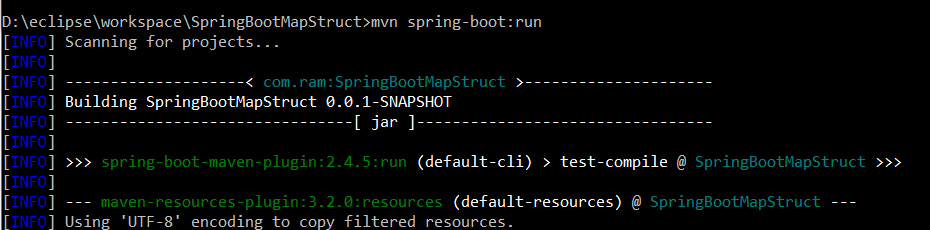 D:\eclipse\workspace\SpringBootMapStruct>mvn spring-boot:run
[INFO] Scanning for projects...
[INFO]
[INFO] -------------------< com.ram:SpringBootMapStruct >-------------------
[INFO] Building SpringBootMapStruct 0.0.1-SNAPSHOT
[INFO] --------------------------------[ jar ]---------------------------------
[INFO]
[INFO] >>> spring-boot-maven-plugin:2.4.5:run (default-cli) > test-compile @ SpringBootMapStruct >>>
[INFO]
[INFO] --- maven-resources-plugin:3.2.0:resources (default-resources) @ SpringBootMapStruct ---
[INFO] Using 'UTF-8' encoding to copy filtered resources.